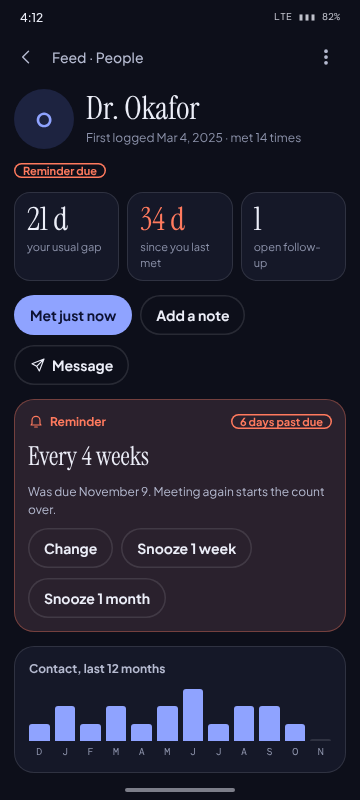 4:12 LTE 82%
Feed · People
O
Dr. Okafor
First logged Mar 4, 2025 · met 14 times
Reminder due
21 d
your usual gap
34 d
since you last
met
1
open follow-
up
Met just now
Add a note
Message
Reminder
6 days past due
Every 4 weeks
Was due November 9. Meeting again starts the count
over.
Change
Snooze 1 week
Snooze 1 month
Contact, last 12 months
D J F M A M J J A S O N